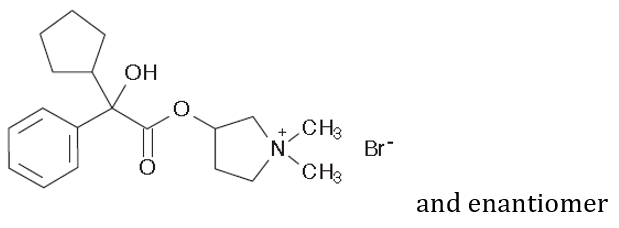 OH
O
O
N+
CH3
CH3
Br-
and enantiomer